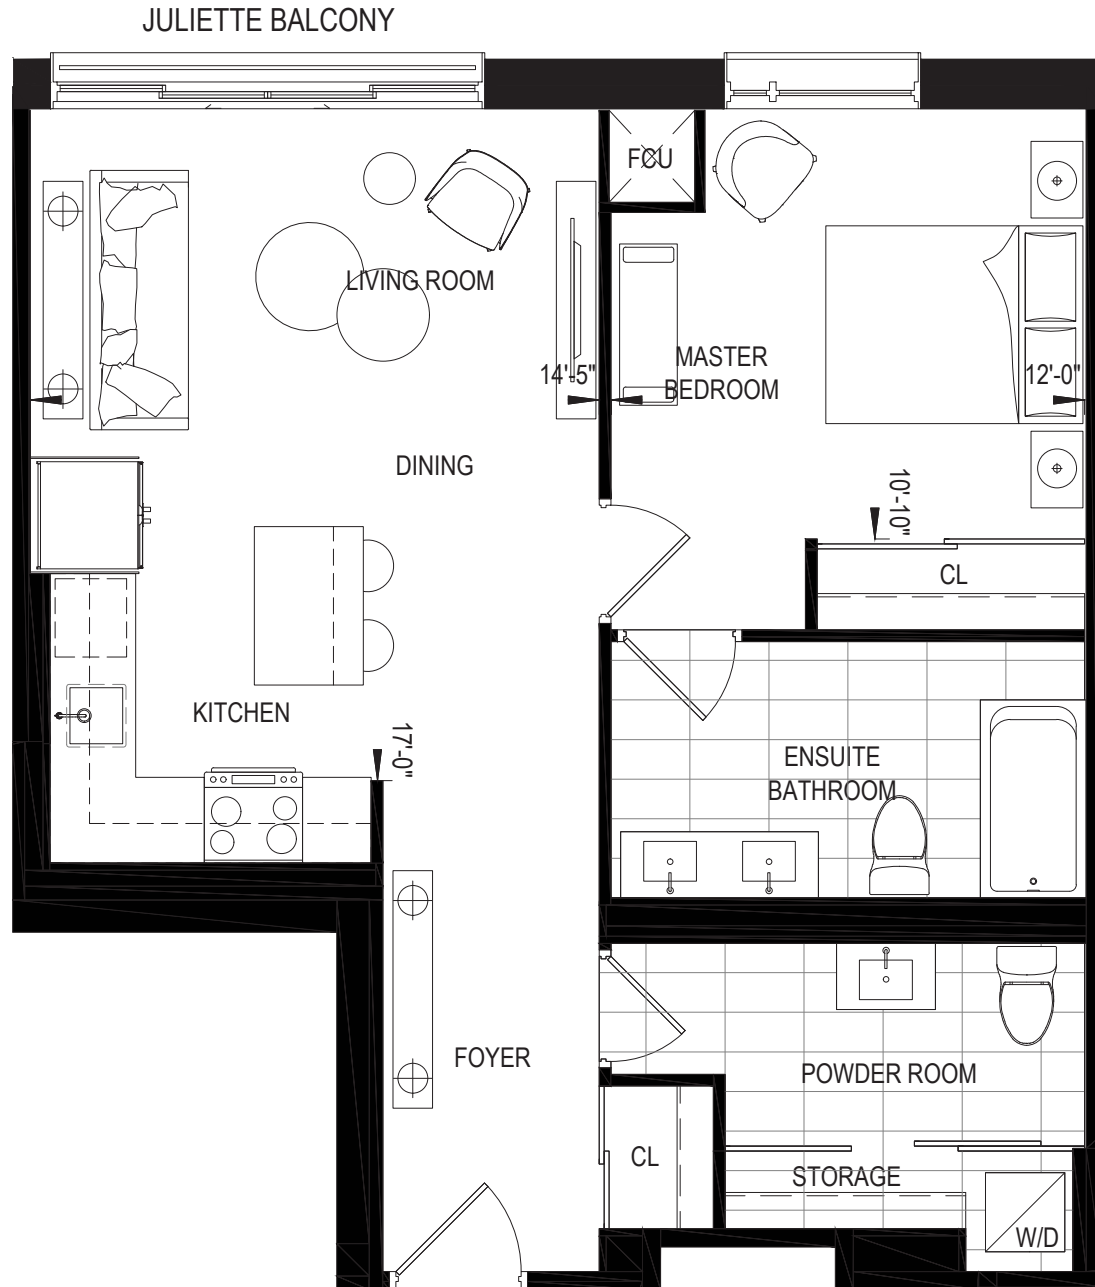 JULIETTE BALCONY
FCU
LIVING ROOM
MASTER
BEDROOM
14'-5"
12'-0"
DINING
10'-10"
CL
KITCHEN
17'-0"
ENSUITE
BATHROOM
FOYER
POWDER ROOM
CL
STORAGE
W/D